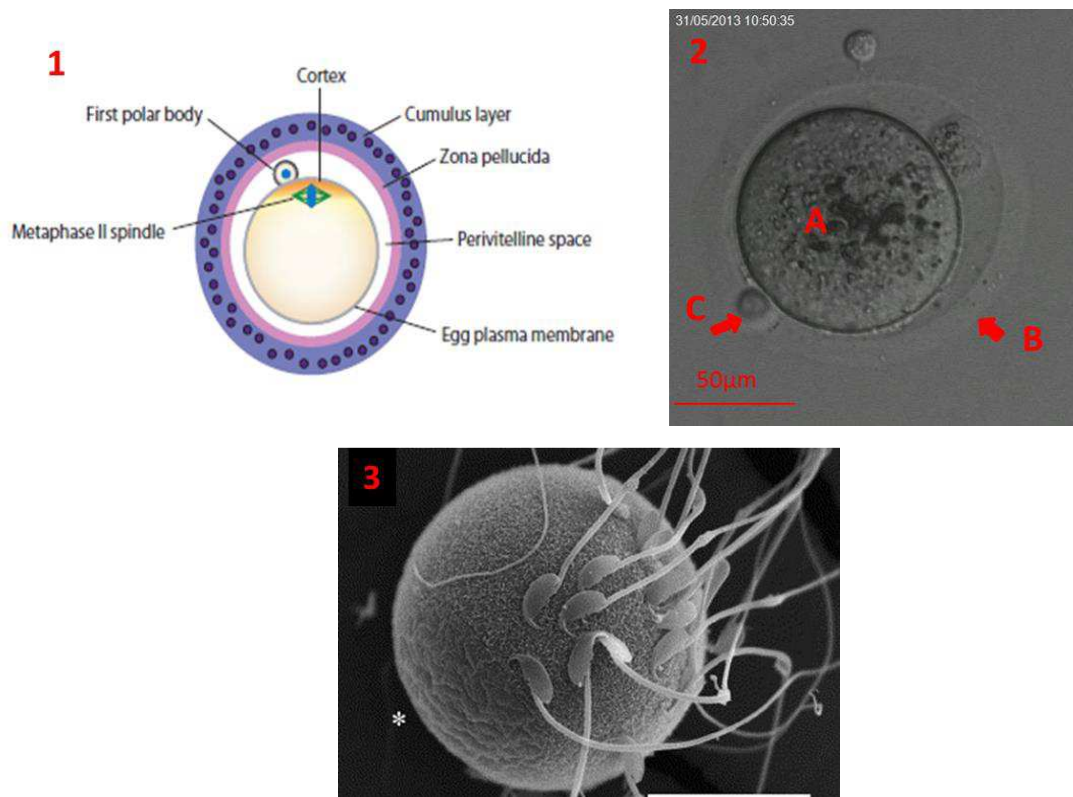 1
Cortex
First polar body
Cumulus layer
Zona pellucida
Metaphase II spindle
Perivitelline space
Egg plasma membrane
31/05/2013 10:50:35
2
A
C
B
50µm
3
*